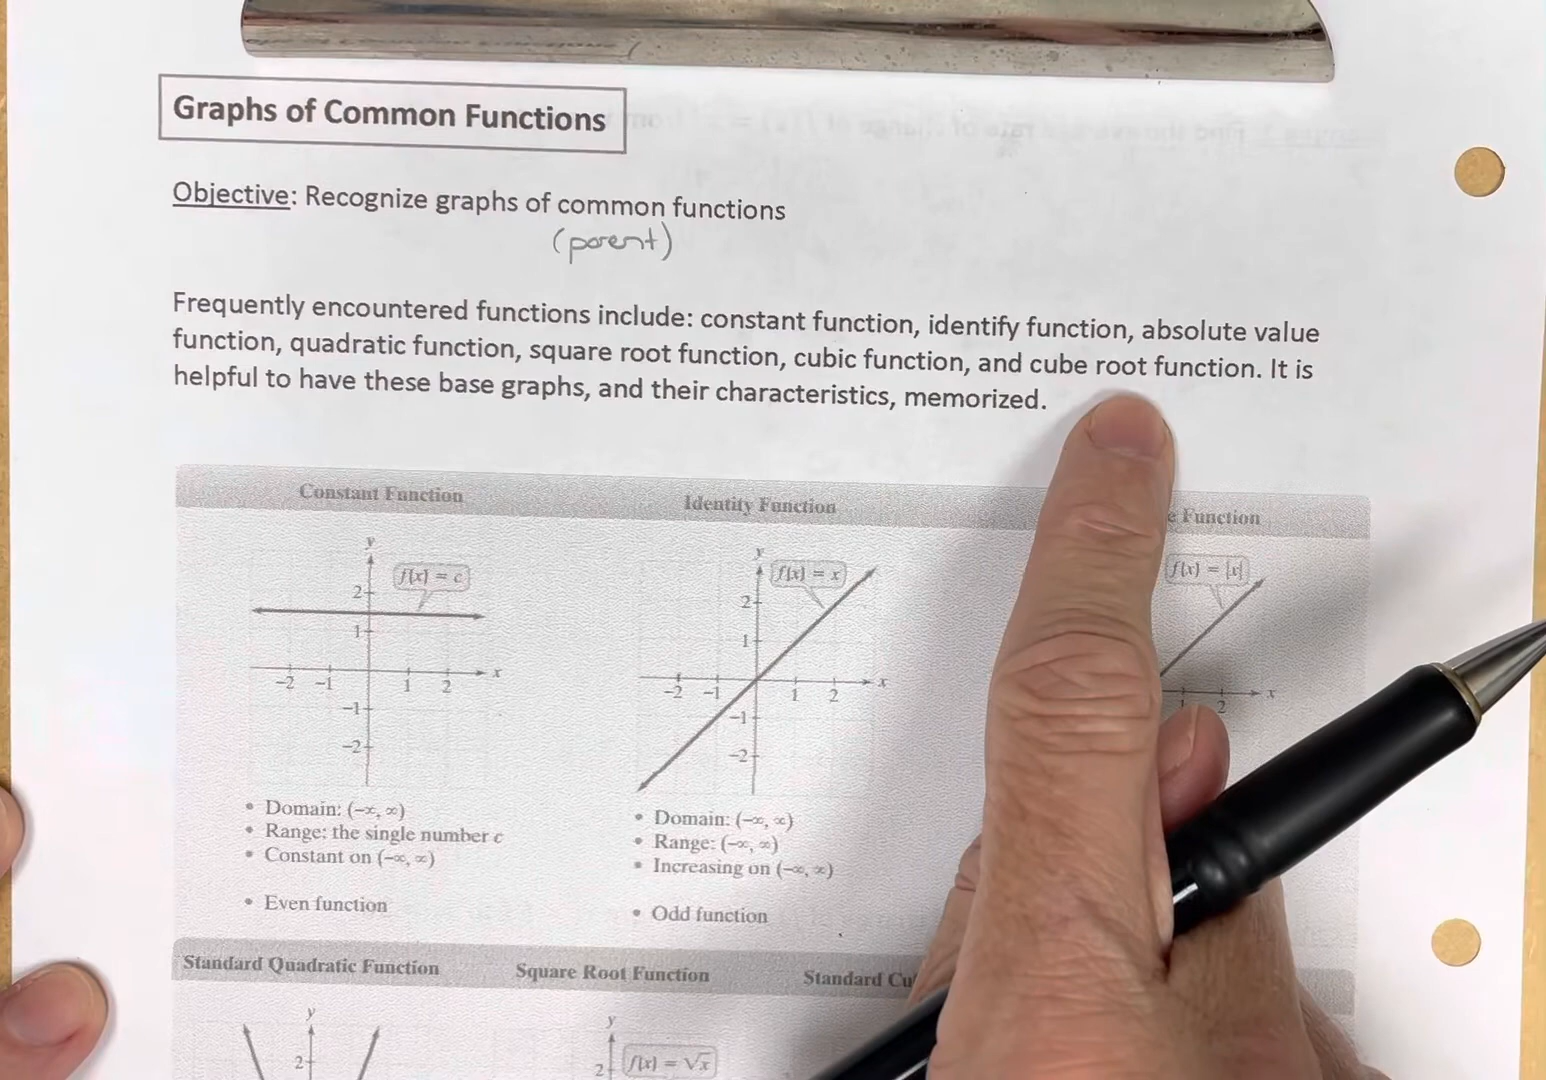 Graphs of Common Functions
Objective: Recognize graphs of common functions
(parent)
Frequently encountered functions include: constant function, identify function, absolute value
function, quadratic function, square root function, cubic function, and cube root function. It is
helpful to have these base graphs, and their characteristics, memorized.
Constant Function
y
f(x) = c
2
1
-2 -1 1 2 x
-1
-2
• Domain: (-∞, ∞)
• Range: the single number c
• Constant on (-∞, ∞)
• Even function
Identity Function
y
f(x) = x
2
1
-2 -1 1 2 x
-1
-2
• Domain: (-∞, ∞)
• Range: (-∞, ∞)
• Increasing on (-∞, ∞)
• Odd function
e Function
f(x) = |x|
1 2 x
Standard Quadratic Function
y
2
Square Root Function
y
f(x) = √x
2
Standard Cu